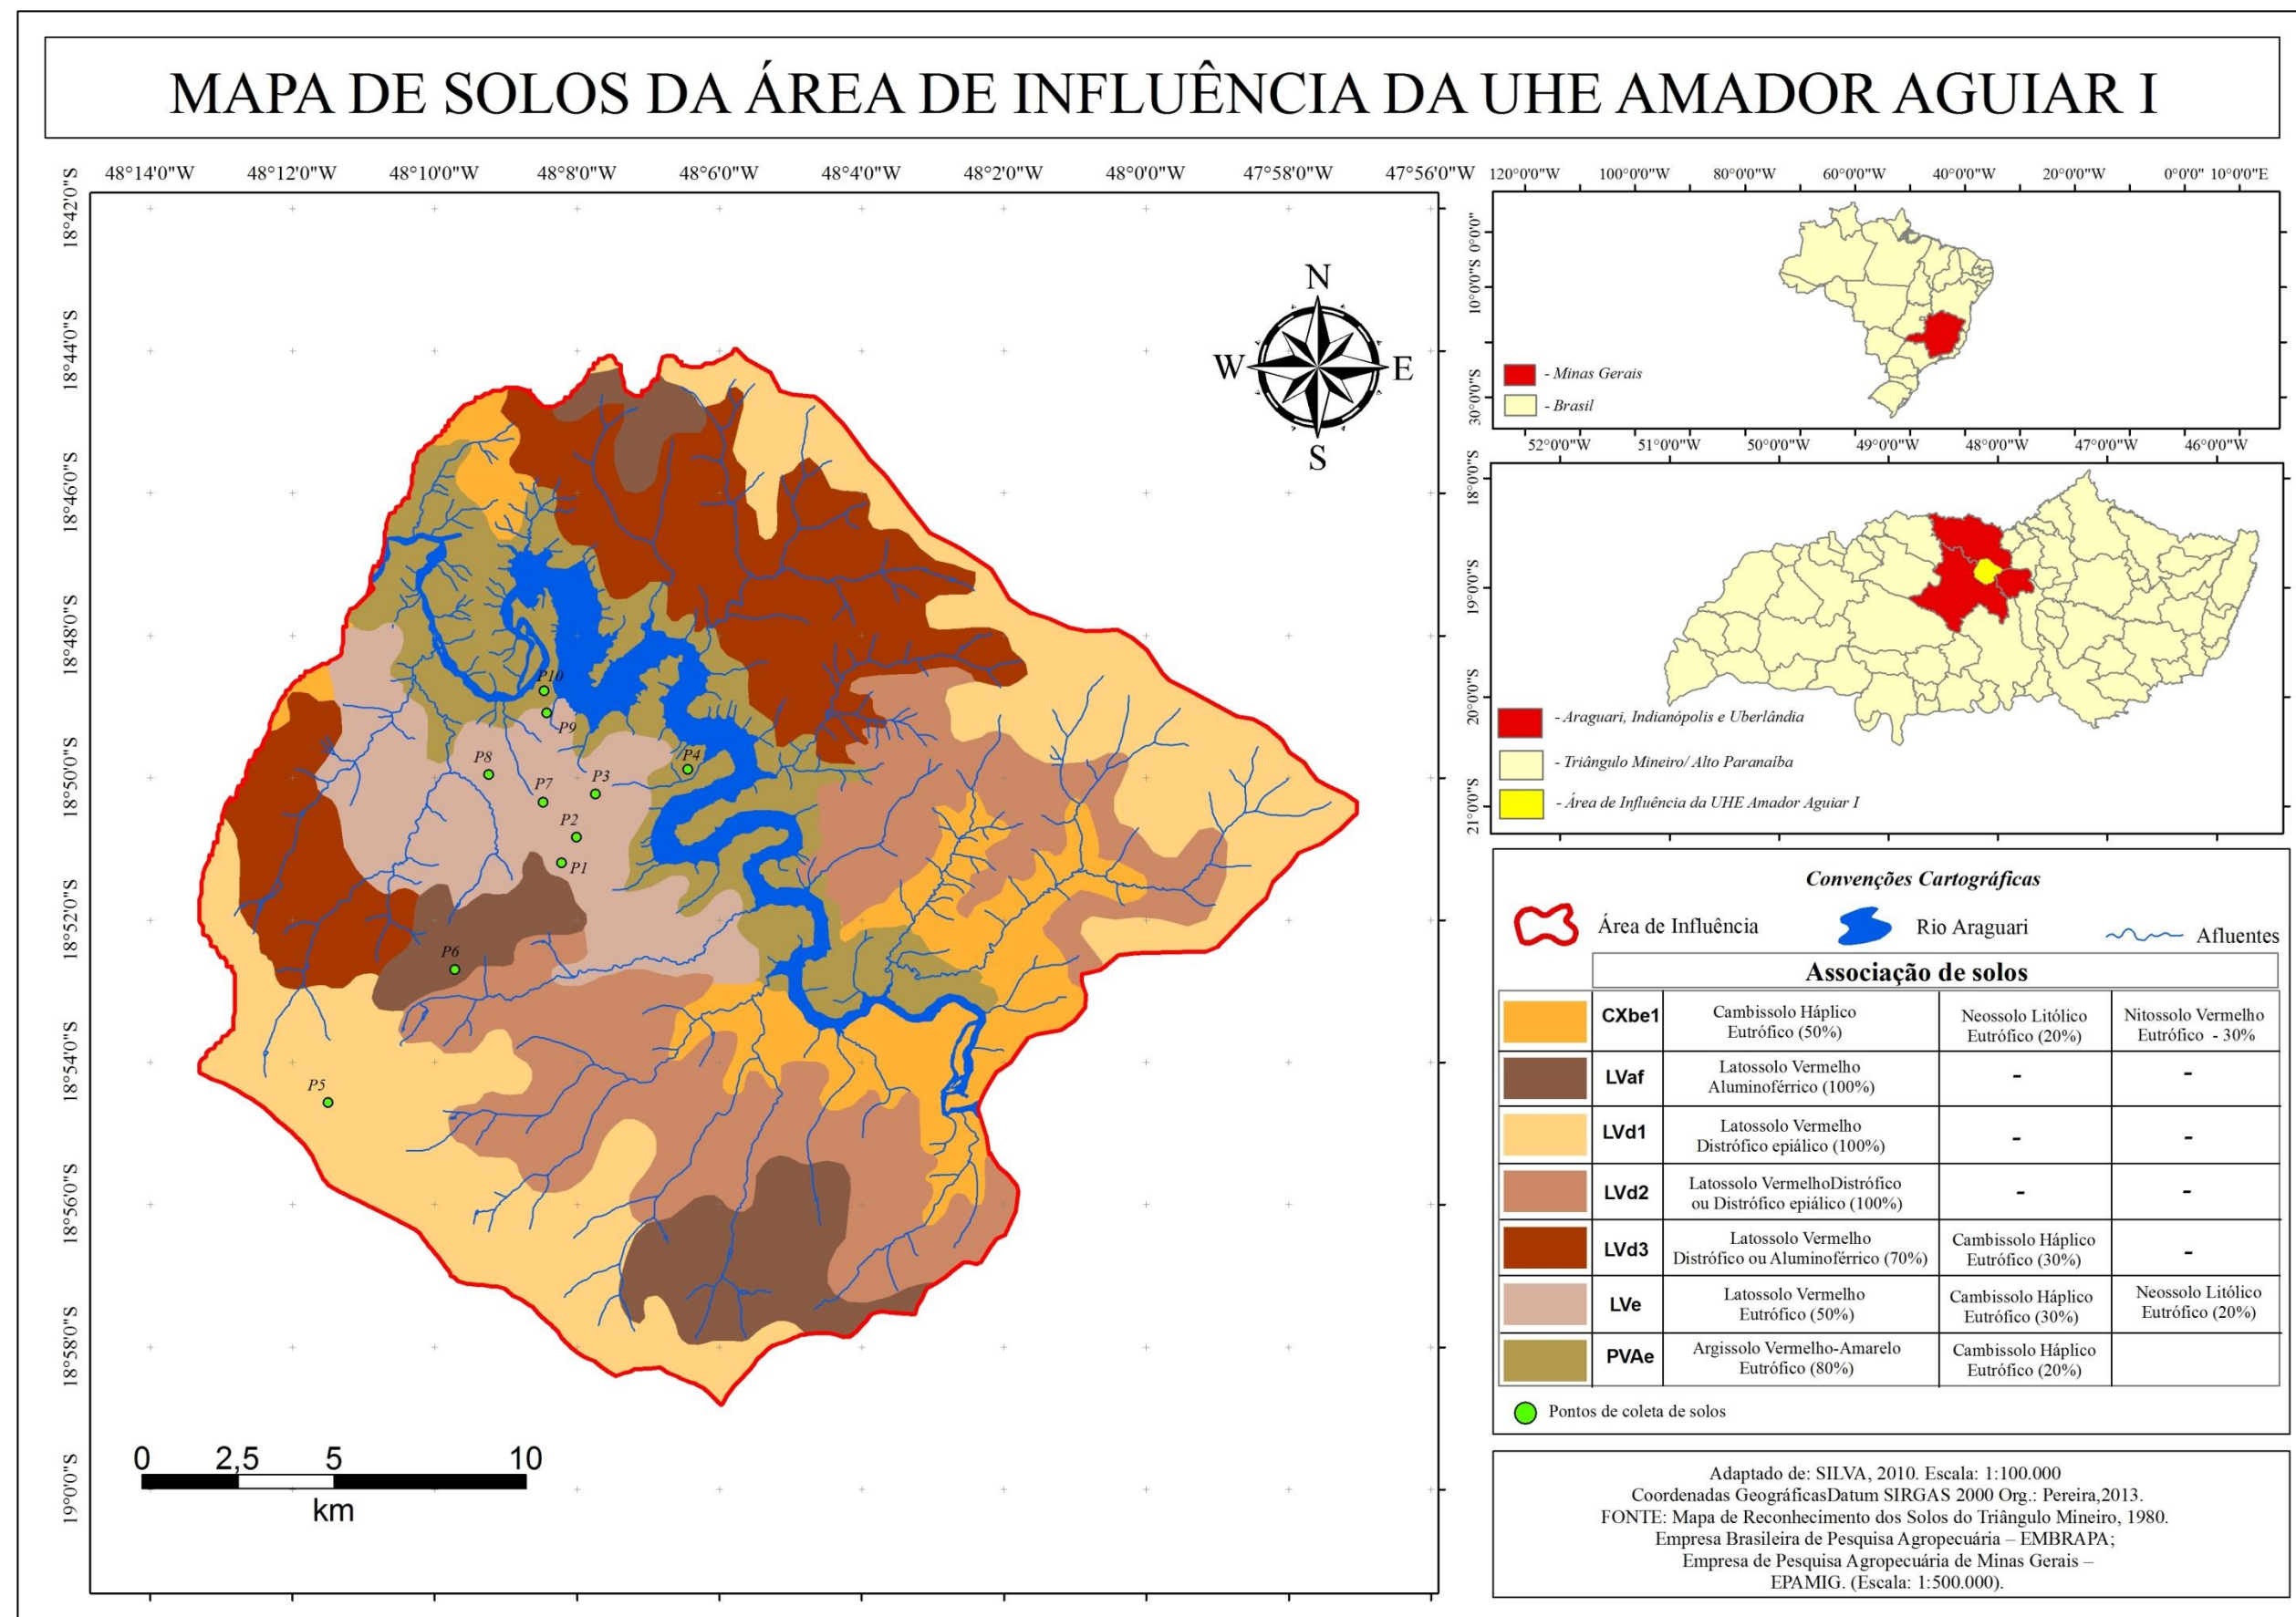 MAPA DE SOLOS DA ÁREA DE INFLUÊNCIA DA UHE AMADOR AGUIAR I
48°14'0"W 48°12'0"W 48°10'0"W 48°8'0"W 48°6'0"W 48°4'0"W 48°2'0"W 48°0'0"W 47°58'0"W 47°56'0"W
18°42'0"S
18°44'0"S
18°46'0"S
18°48'0"S
18°50'0"S
18°52'0"S
18°54'0"S
18°56'0"S
18°58'0"S
19°0'0"S
N
W
E
S
P10
P9
P8
P4
P3
P7
P2
P1
P6
P5
0 2,5 5 10
km
120°0'0"W 100°0'0"W 80°0'0"W 60°0'0"W 40°0'0"W 20°0'0"W 0°0'0" 10°0'0"E
0°0'0"
10°0'0"S
30°0'0"S
- Minas Gerais
- Brasil
52°0'0"W 51°0'0"W 50°0'0"W 49°0'0"W 48°0'0"W 47°0'0"W 46°0'0"W
18°0'0"S
19°0'0"S
20°0'0"S
21°0'0"S
- Araguari, Indianópolis e Uberlândia
- Triângulo Mineiro/ Alto Paranaíba
- Área de Influência da UHE Amador Aguiar I
Convenções Cartográficas
Área de Influência Rio Araguari Afluentes
Associação de solos
CXbe1 Cambissolo Háplico Neossolo Litólico Nitossolo Vermelho
Eutrófico (50%) Eutrófico (20%) Eutrófico - 30%
LVaf Latossolo Vermelho - -
Aluminoférrico (100%)
LVd1 Latossolo Vermelho - -
Distrófico epiálico (100%)
LVd2 Latossolo VermelhoDistrófico - -
ou Distrófico epiálico (100%)
LVd3 Latossolo Vermelho Cambissolo Háplico -
Distrófico ou Aluminoférrico (70%) Eutrófico (30%)
LVe Latossolo Vermelho Cambissolo Háplico Neossolo Litólico
Eutrófico (50%) Eutrófico (30%) Eutrófico (20%)
PVAe Argissolo Vermelho-Amarelo Cambissolo Háplico
Eutrófico (80%) Eutrófico (20%)
Pontos de coleta de solos
Adaptado de: SILVA, 2010. Escala: 1:100.000
Coordenadas GeográficasDatum SIRGAS 2000 Org.: Pereira,2013.
FONTE: Mapa de Reconhecimento dos Solos do Triângulo Mineiro, 1980.
Empresa Brasileira de Pesquisa Agropecuária – EMBRAPA;
Empresa de Pesquisa Agropecuária de Minas Gerais –
EPAMIG. (Escala: 1:500.000).